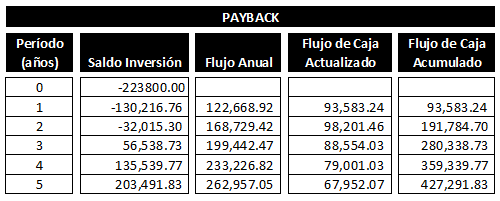 PAYBACK
Período (años) Saldo Inversión Flujo Anual Flujo de Caja Actualizado Flujo de Caja Acumulado
0 -223800.00
1 -130,216.76 122,668.92 93,583.24 93,583.24
2 -32,015.30 168,729.42 98,201.46 191,784.70
3 56,538.73 199,442.47 88,554.03 280,338.73
4 135,539.77 233,226.82 79,001.03 359,339.77
5 203,491.83 262,957.05 67,952.07 427,291.83